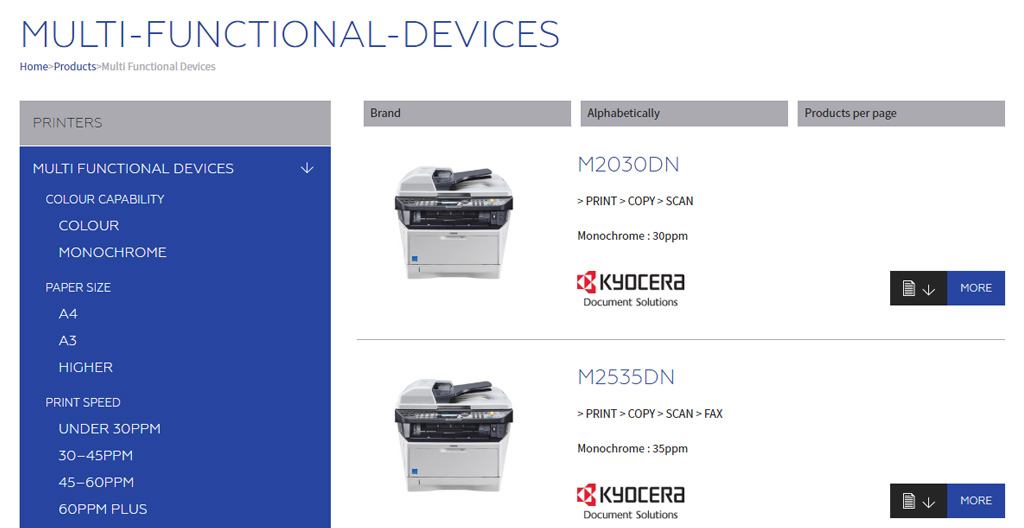 MULTI-FUNCTIONAL-DEVICES
Home>Products>Multi Functional Devices
PRINTERS
MULTI FUNCTIONAL DEVICES
COLOUR CAPABILITY
COLOUR
MONOCHROME
PAPER SIZE
A4
A3
HIGHER
PRINT SPEED
UNDER 30PPM
30–45PPM
45–60PPM
60PPM PLUS
Brand
Alphabetically
Products per page
M2030DN
> PRINT > COPY > SCAN
Monochrome : 30ppm
KYOCERA
Document Solutions
MORE
M2535DN
> PRINT > COPY > SCAN > FAX
Monochrome : 35ppm
KYOCERA
Document Solutions
MORE